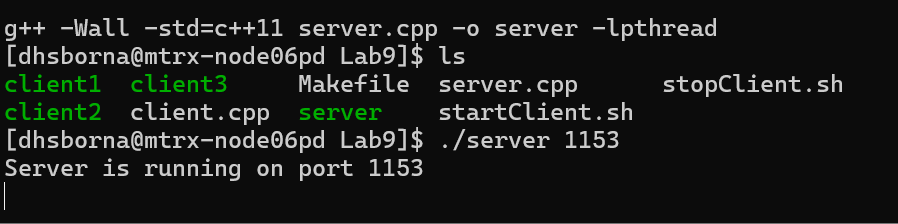 g++ -Wall -std=c++11 server.cpp -o server -lpthread
[dhsborna@mtrx-node06pd Lab9]$ ls
client1  client3     Makefile  server.cpp      stopClient.sh
client2  client.cpp  server    startClient.sh
[dhsborna@mtrx-node06pd Lab9]$ ./server 1153
Server is running on port 1153